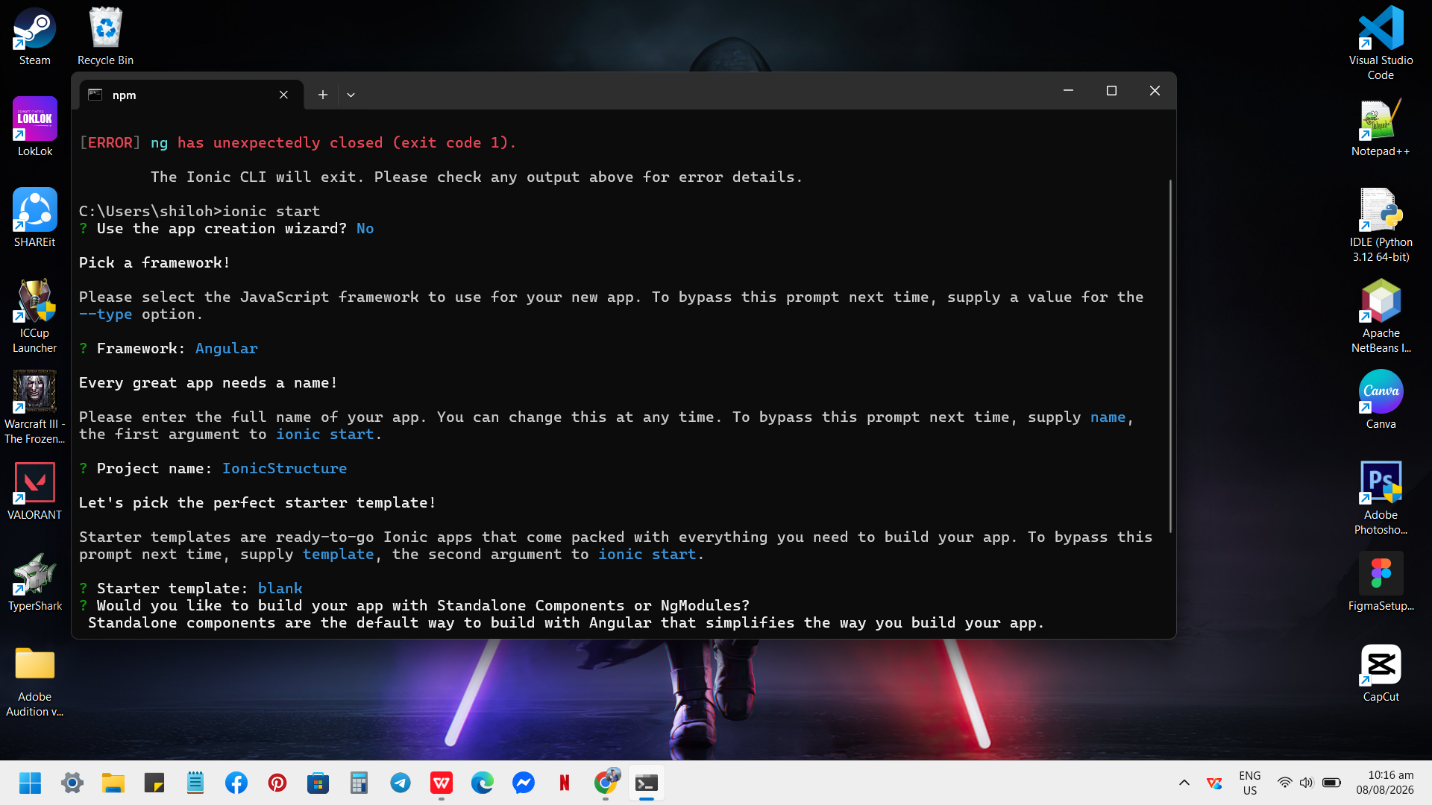 Steam
Recycle Bin
LOKLOK
LokLok
SHAREit
ICCup
Launcher
Warcraft III -
The Frozen...
VALORANT
TyperShark
Adobe
Audition v...
npm
[ERROR] ng has unexpectedly closed (exit code 1).
The Ionic CLI will exit. Please check any output above for error details.
C:\Users\shiloh>ionic start
? Use the app creation wizard? No
Pick a framework!
Please select the JavaScript framework to use for your new app. To bypass this prompt next time, supply a value for the
--type option.
? Framework: Angular
Every great app needs a name!
Please enter the full name of your app. You can change this at any time. To bypass this prompt next time, supply name,
the first argument to ionic start.
? Project name: IonicStructure
Let's pick the perfect starter template!
Starter templates are ready-to-go Ionic apps that come packed with everything you need to build your app. To bypass this
prompt next time, supply template, the second argument to ionic start.
? Starter template: blank
? Would you like to build your app with Standalone Components or NgModules?
Standalone components are the default way to build with Angular that simplifies the way you build your app.
Visual Studio
Code
Notepad++
IDLE (Python
3.12 64-bit)
Apache
NetBeans I...
Canva
Canva
Ps
Adobe
Photosho...
FigmaSetup...
CapCut
ENG
US
10:16 am
08/08/2026